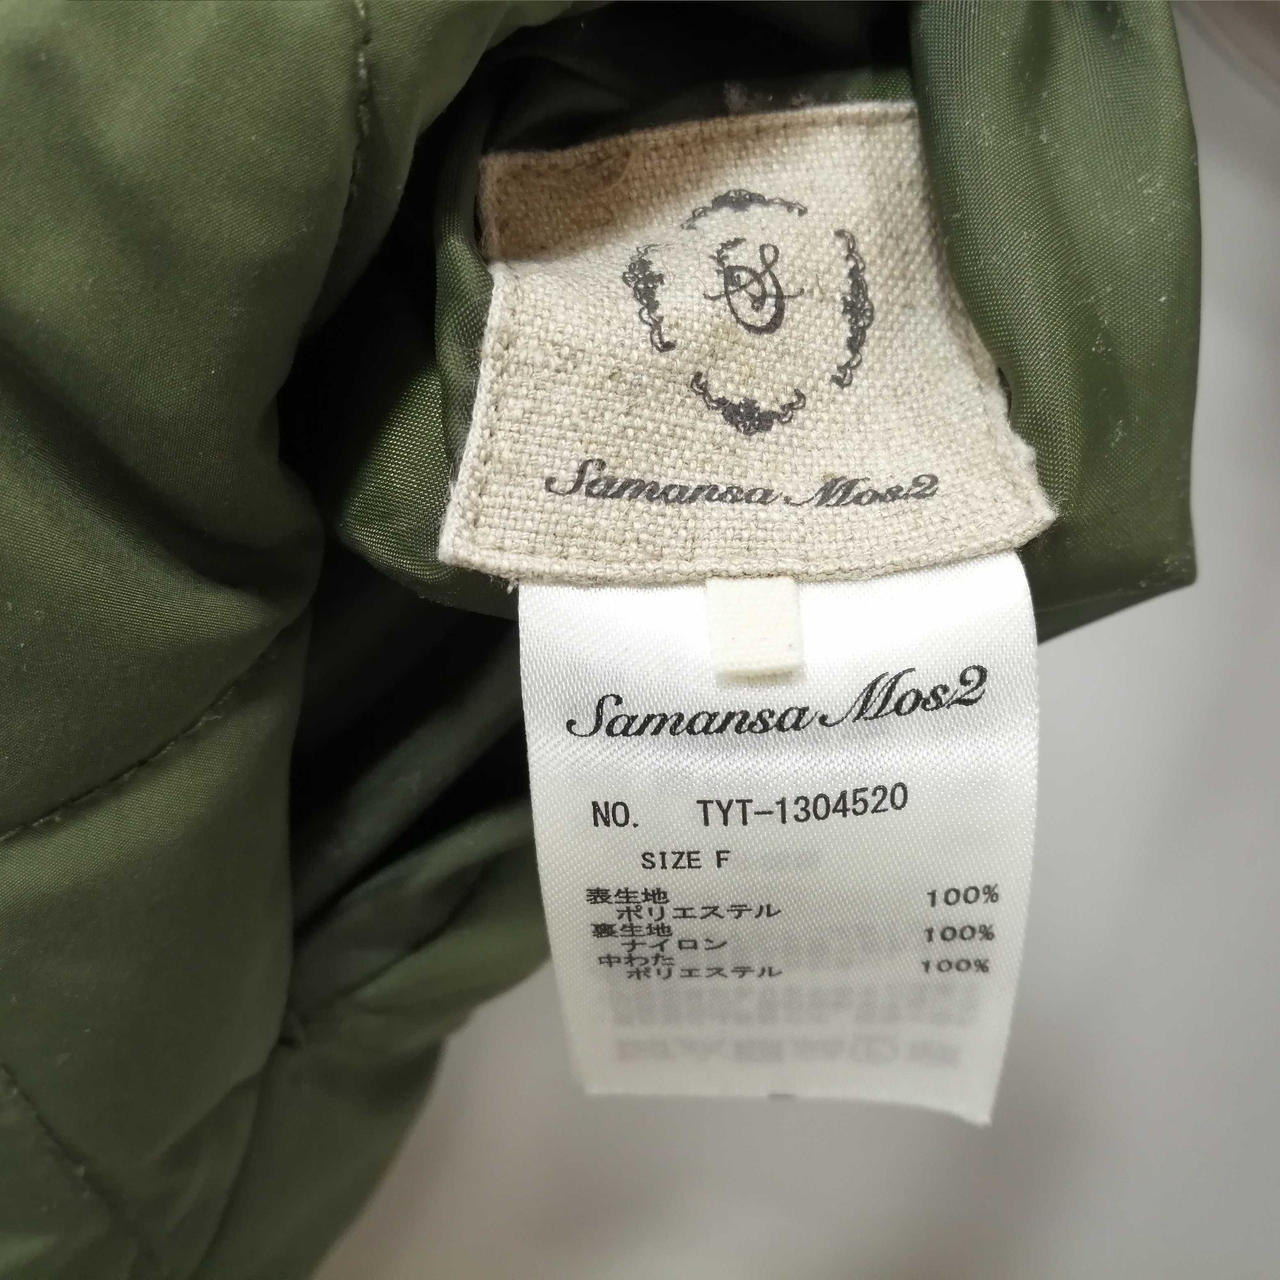 S
Samansa Mos2
Samansa Mos2
NO. TYT-1304520
SIZE F
表生地
ポリエステル 100%
裏生地
ナイロン 100%
中わた
ポリエステル 100%